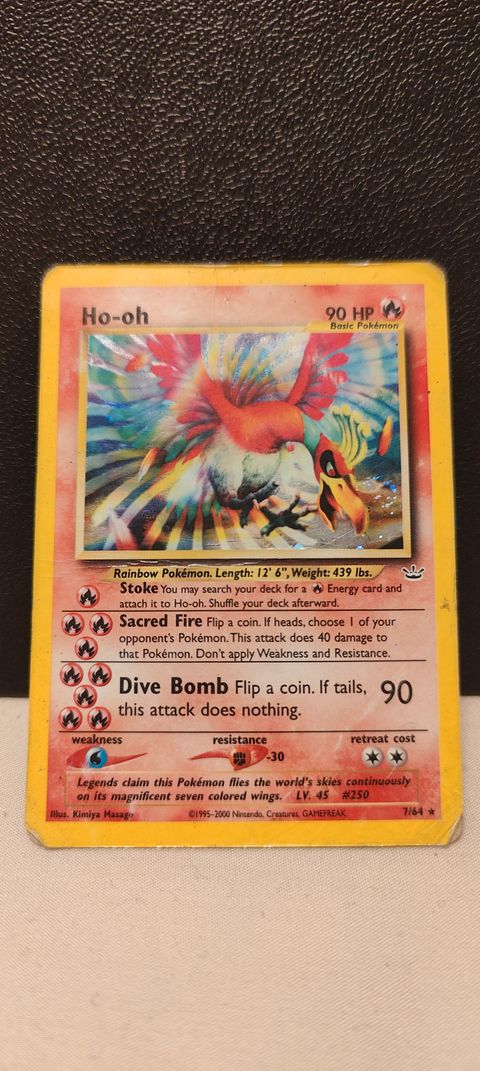 Ho-oh
90 HP
Basic Pokémon
Rainbow Pokémon. Length: 12' 6", Weight: 439 lbs.
Stoke You may search your deck for a Energy card and
attach it to Ho-oh. Shuffle your deck afterward.
Sacred Fire Flip a coin. If heads, choose 1 of your
opponent's Pokémon. This attack does 40 damage to
that Pokémon. Don't apply Weakness and Resistance.
Dive Bomb Flip a coin. If tails, 90
this attack does nothing.
weakness resistance retreat cost
-30
Legends claim this Pokémon flies the world's skies continuously
on its magnificent seven colored wings. LV. 45 #250
Illus. Kimiya Masago ©1995-2000 Nintendo, Creatures, GAMEFREAK. 7/64